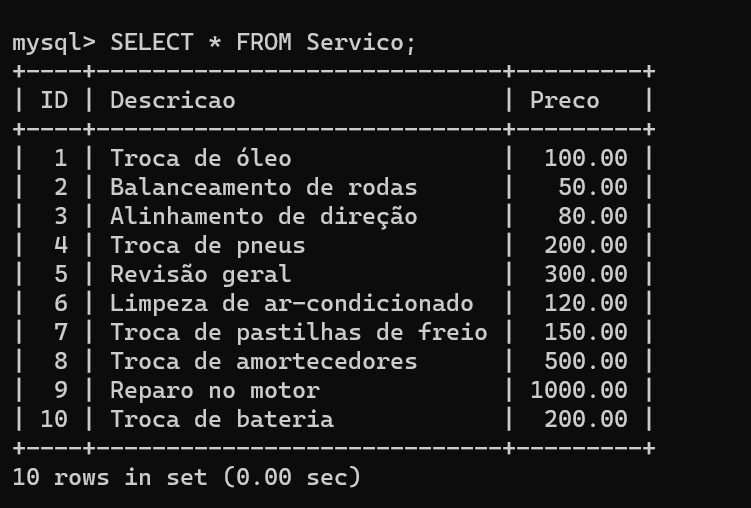 mysql> SELECT * FROM Servico;
+----+-----------------------------+---------+
| ID | Descricao                   | Preco   |
+----+-----------------------------+---------+
|  1 | Troca de óleo               |  100.00 |
|  2 | Balanceamento de rodas      |   50.00 |
|  3 | Alinhamento de direção      |   80.00 |
|  4 | Troca de pneus              |  200.00 |
|  5 | Revisão geral               |  300.00 |
|  6 | Limpeza de ar-condicionado  |  120.00 |
|  7 | Troca de pastilhas de freio |  150.00 |
|  8 | Troca de amortecedores      |  500.00 |
|  9 | Reparo no motor             | 1000.00 |
| 10 | Troca de bateria            |  200.00 |
+----+-----------------------------+---------+
10 rows in set (0.00 sec)